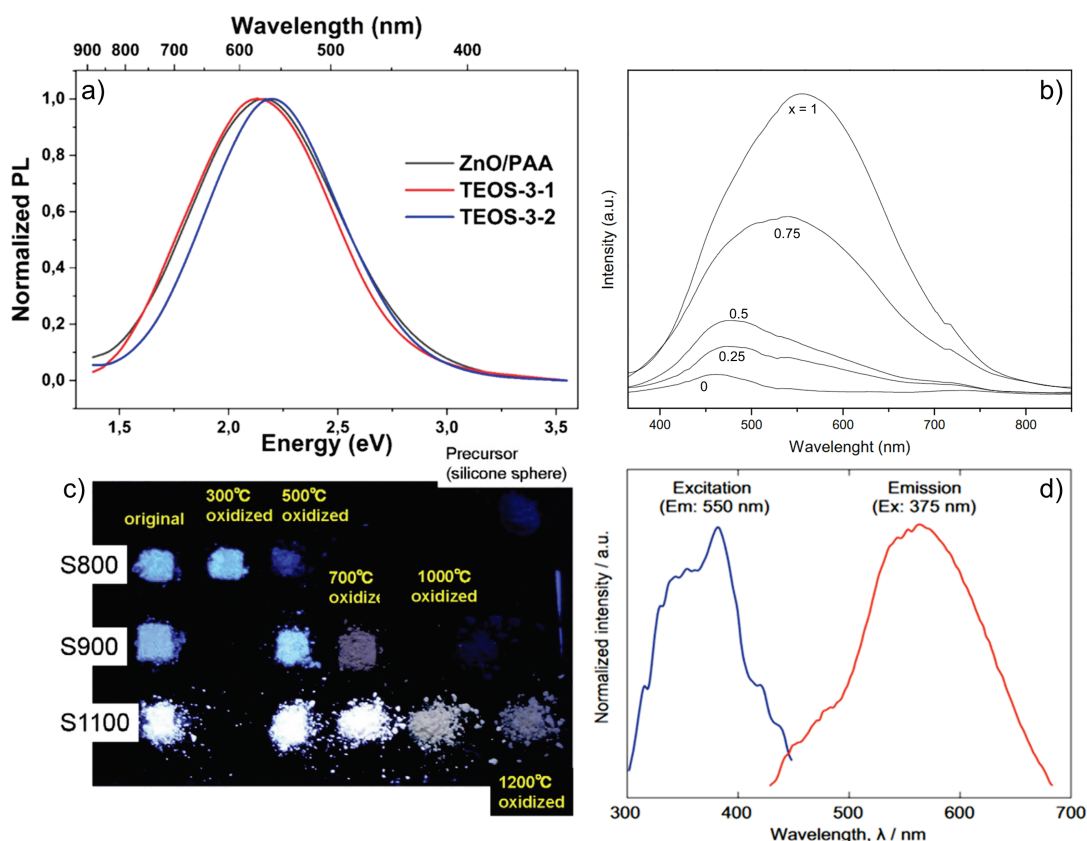 Wavelength (nm)
900 800 700 600 500 400
a)
1,0
0,8
0,6
0,4
0,2
0,0
Normalized PL
ZnO/PAA
TEOS-3-1
TEOS-3-2
1,5 2,0 2,5 3,0 3,5
Energy (eV)
b)
x = 1
0.75
0.5
0.25
0
Intensity (a.u.)
400 500 600 700 800
Wavelenght (nm)
Precursor
(silicone sphere)
c)
original
300℃
oxidized
500℃
oxidized
S800
700℃
oxidize
1000℃
oxidized
S900
S1100
1200℃
oxidized
d)
Excitation
(Em: 550 nm)
Emission
(Ex: 375 nm)
Normalized intensity / a.u.
300 400 500 600 700
Wavelength, λ / nm